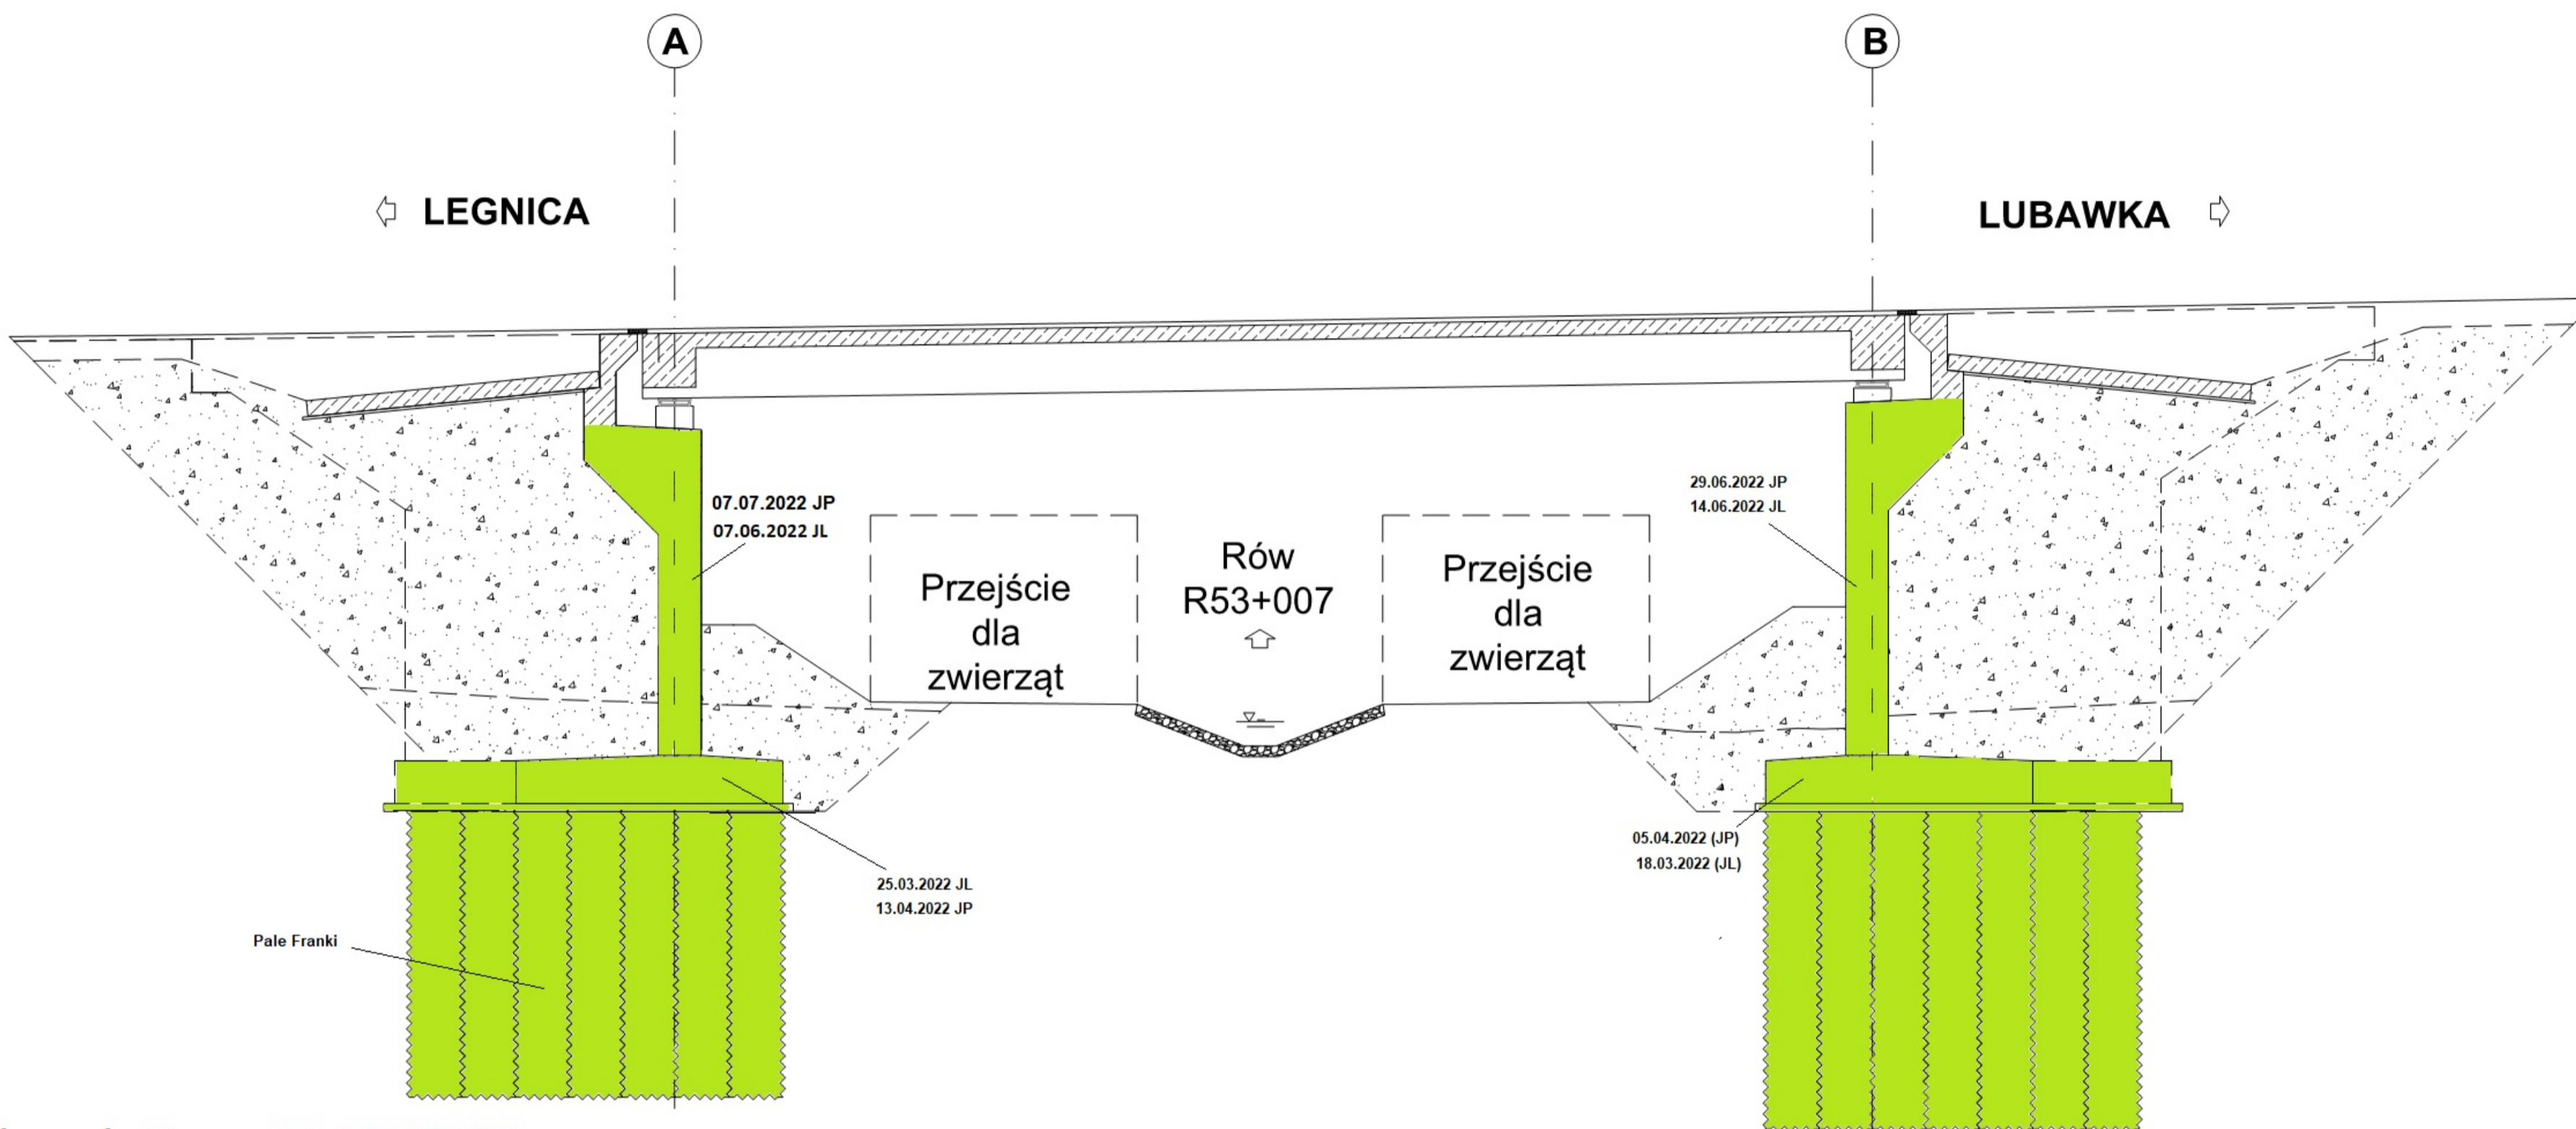 A
B
LEGNICA
LUBAWKA
07.07.2022 JP
07.06.2022 JL
29.06.2022 JP
14.06.2022 JL
Przejście
dla
zwierząt
Rów
R53+007
Przejście
dla
zwierząt
25.03.2022 JL
13.04.2022 JP
05.04.2022 (JP)
18.03.2022 (JL)
Pale Franki